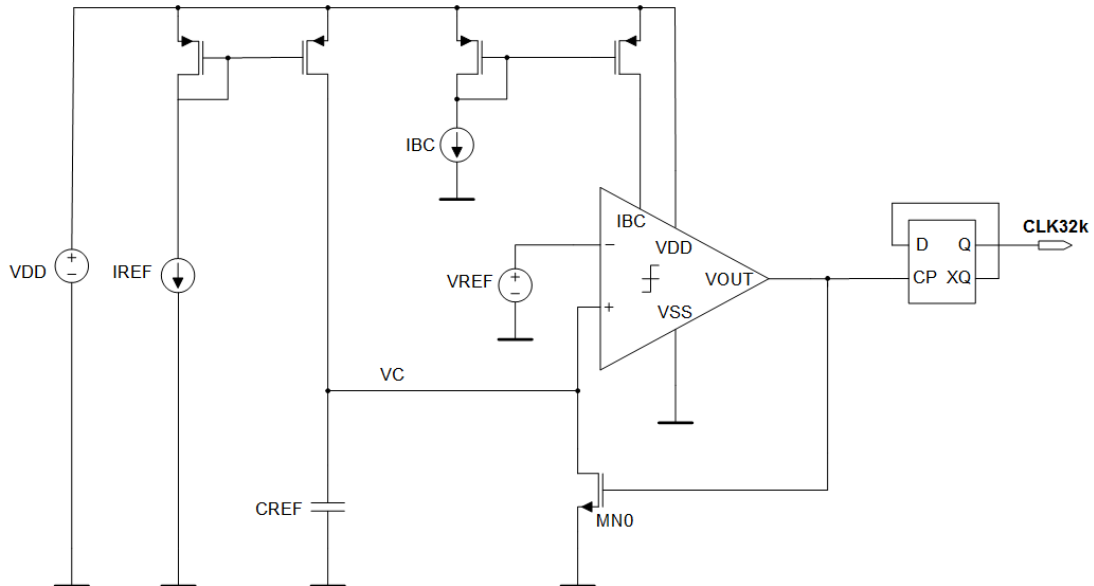 IBC
IBC
VDD
CLK32k
D
Q
VDD
+
−
IREF
VREF
+
−
−
VOUT
CP
XQ
+
VSS
VC
CREF
MN0